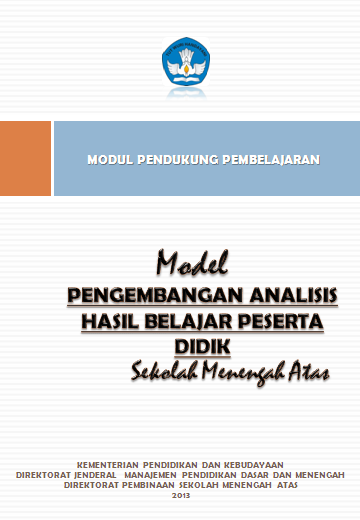 MODUL PENDUKUNG PEMBELAJARAN
Model
PENGEMBANGAN ANALISIS
HASIL BELAJAR PESERTA
DIDIK
Sekolah Menengah Atas
KEMENTERIAN PENDIDIKAN DAN KEBUDAYAAN
DIREKTORAT JENDERAL MANAJEMEN PENDIDIKAN DASAR DAN MENENGAH
DIREKTORAT PEMBINAAN SEKOLAH MENENGAH ATAS
2013